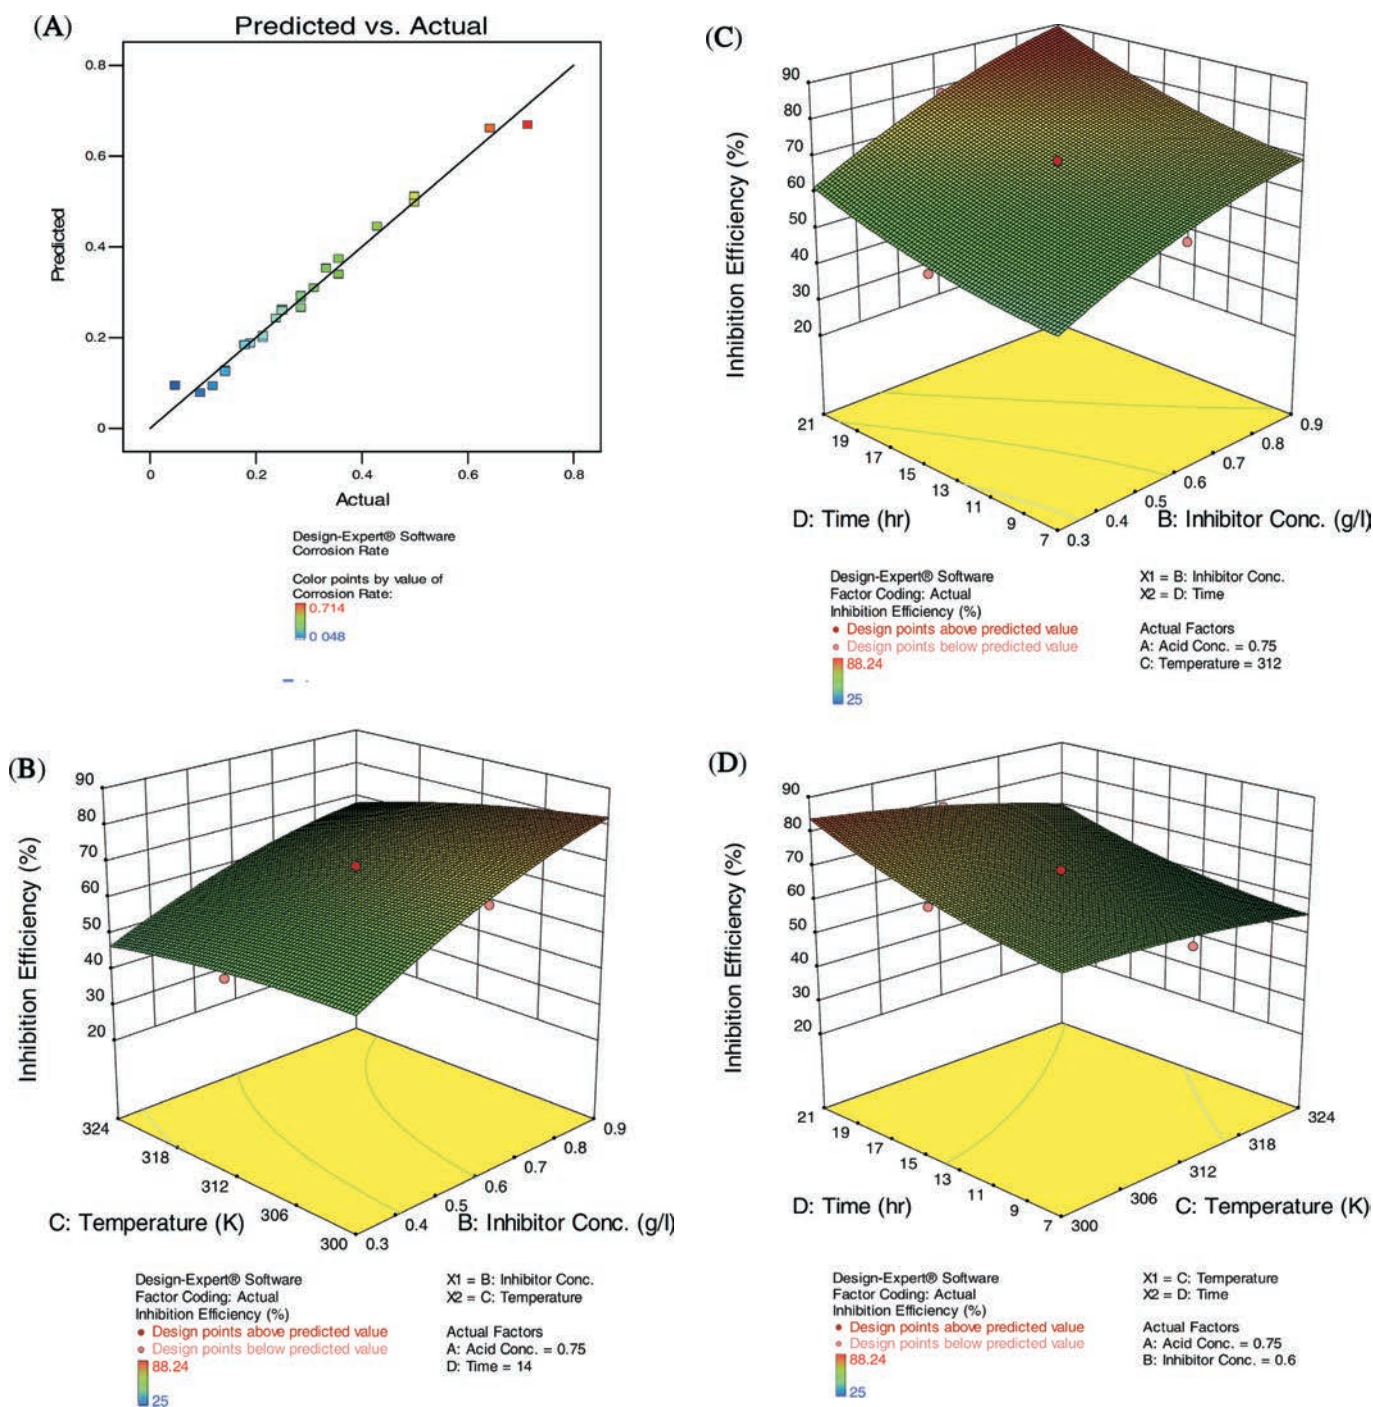 (A)
Predicted vs. Actual
Predicted
0.8
0.6
0.4
0.2
0
0 0.2 0.4 0.6 0.8
Actual
Design-Expert® Software
Corrosion Rate
Color points by value of
Corrosion Rate:
0.714
0 048
(C)
Inhibition Efficiency (%)
90
80
70
60
50
40
30
20
21 19 17 15 13 11 9 7
0.3 0.4 0.5 0.6 0.7 0.8 0.9
D: Time (hr)
B: Inhibitor Conc. (g/l)
Design-Expert® Software
Factor Coding: Actual
Inhibition Efficiency (%)
Design points above predicted value
Design points below predicted value
88.24
25
X1 = B: Inhibitor Conc.
X2 = D: Time
Actual Factors
A: Acid Conc. = 0.75
C: Temperature = 312
(B)
Inhibition Efficiency (%)
90
80
70
60
50
40
30
20
324 318 312 306 300
0.3 0.4 0.5 0.6 0.7 0.8 0.9
C: Temperature (K)
B: Inhibitor Conc. (g/l)
Design-Expert® Software
Factor Coding: Actual
Inhibition Efficiency (%)
Design points above predicted value
Design points below predicted value
88.24
25
X1 = B: Inhibitor Conc.
X2 = C: Temperature
Actual Factors
A: Acid Conc. = 0.75
D: Time = 14
(D)
Inhibition Efficiency (%)
90
80
70
60
50
40
30
20
21 19 17 15 13 11 9 7
300 306 312 318 324
D: Time (hr)
C: Temperature (K)
Design-Expert® Software
Factor Coding: Actual
Inhibition Efficiency (%)
Design points above predicted value
Design points below predicted value
88.24
25
X1 = C: Temperature
X2 = D: Time
Actual Factors
A: Acid Conc. = 0.75
B: Inhibitor Conc. = 0.6